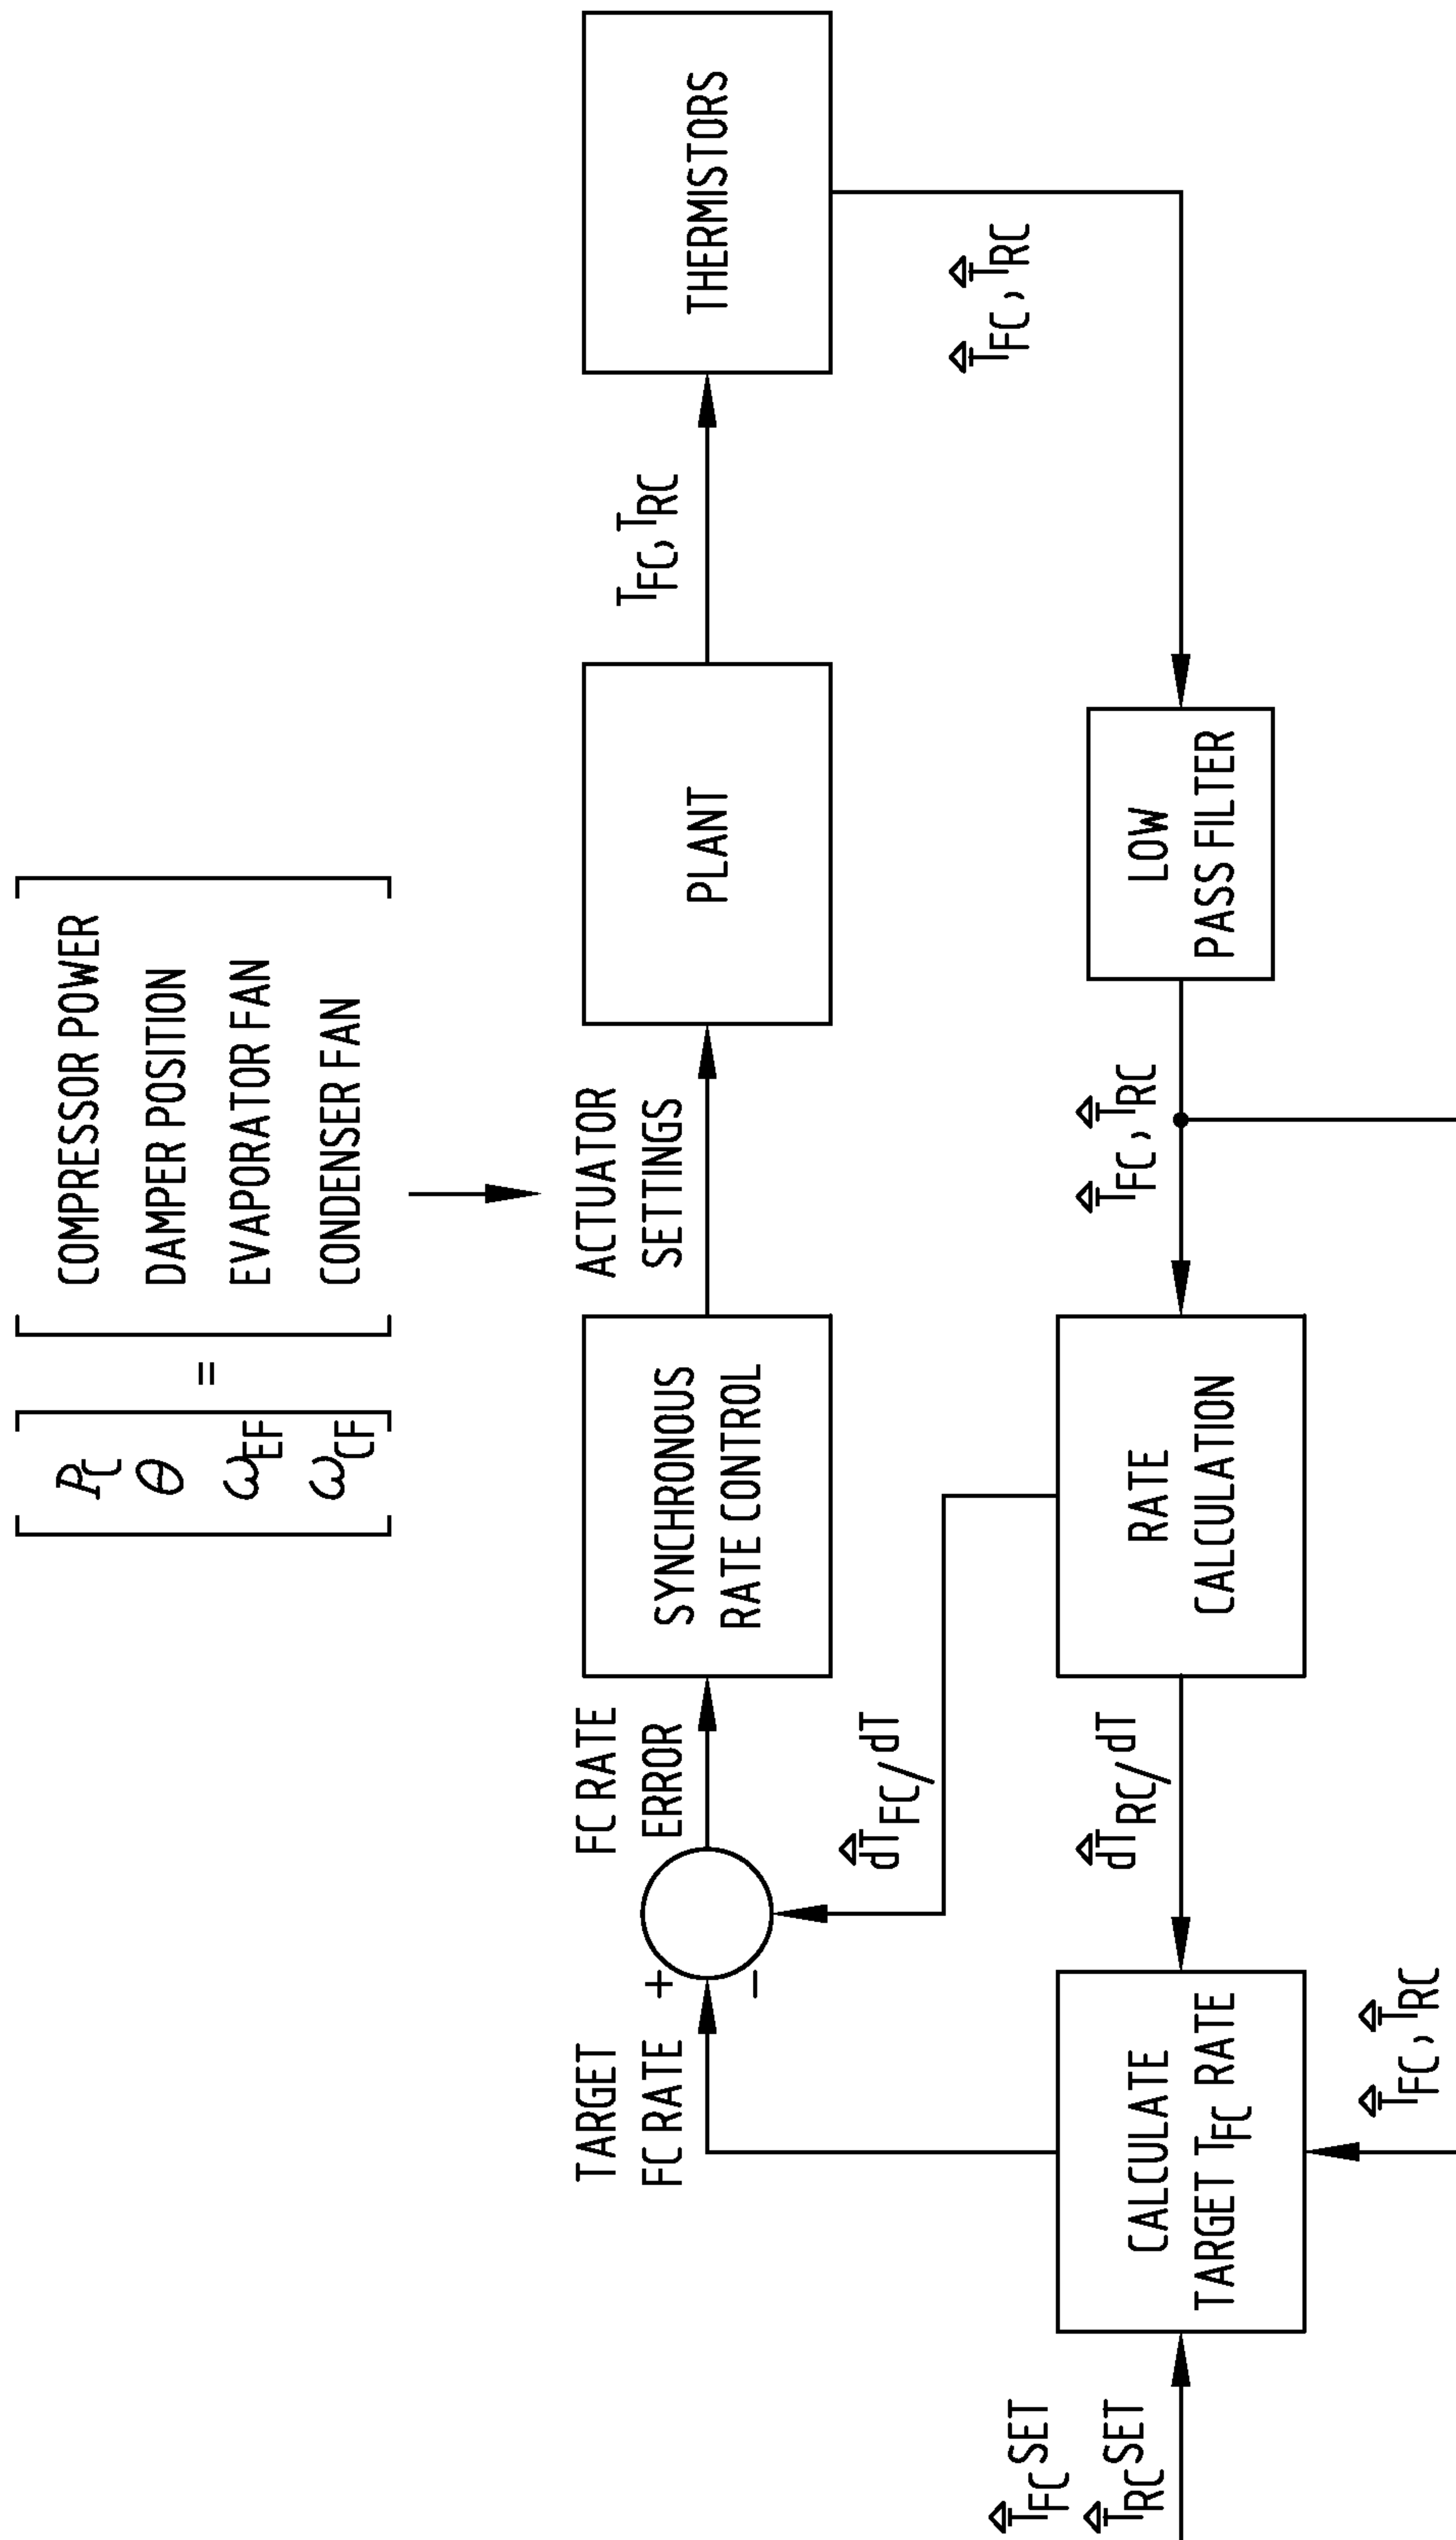 P_C
θ
ω_EF
ω_CF
=
COMPRESSOR POWER
DAMPER POSITION
EVAPORATOR FAN
CONDENSER FAN
TARGET
FC RATE
+
−
FC RATE
ERROR
SYNCHRONOUS
RATE CONTROL
ACTUATOR
SETTINGS
PLANT
T_FC, T_RC
THERMISTORS
T̂_FC, T̂_RC
LOW
PASS FILTER
T̂_FC, T̂_RC
RATE
CALCULATION
dT̂_FC/dT
dT̂_RC/dT
CALCULATE
TARGET T_FC RATE
T̂_FC SET
T̂_RC SET
T̂_FC, T̂_RC